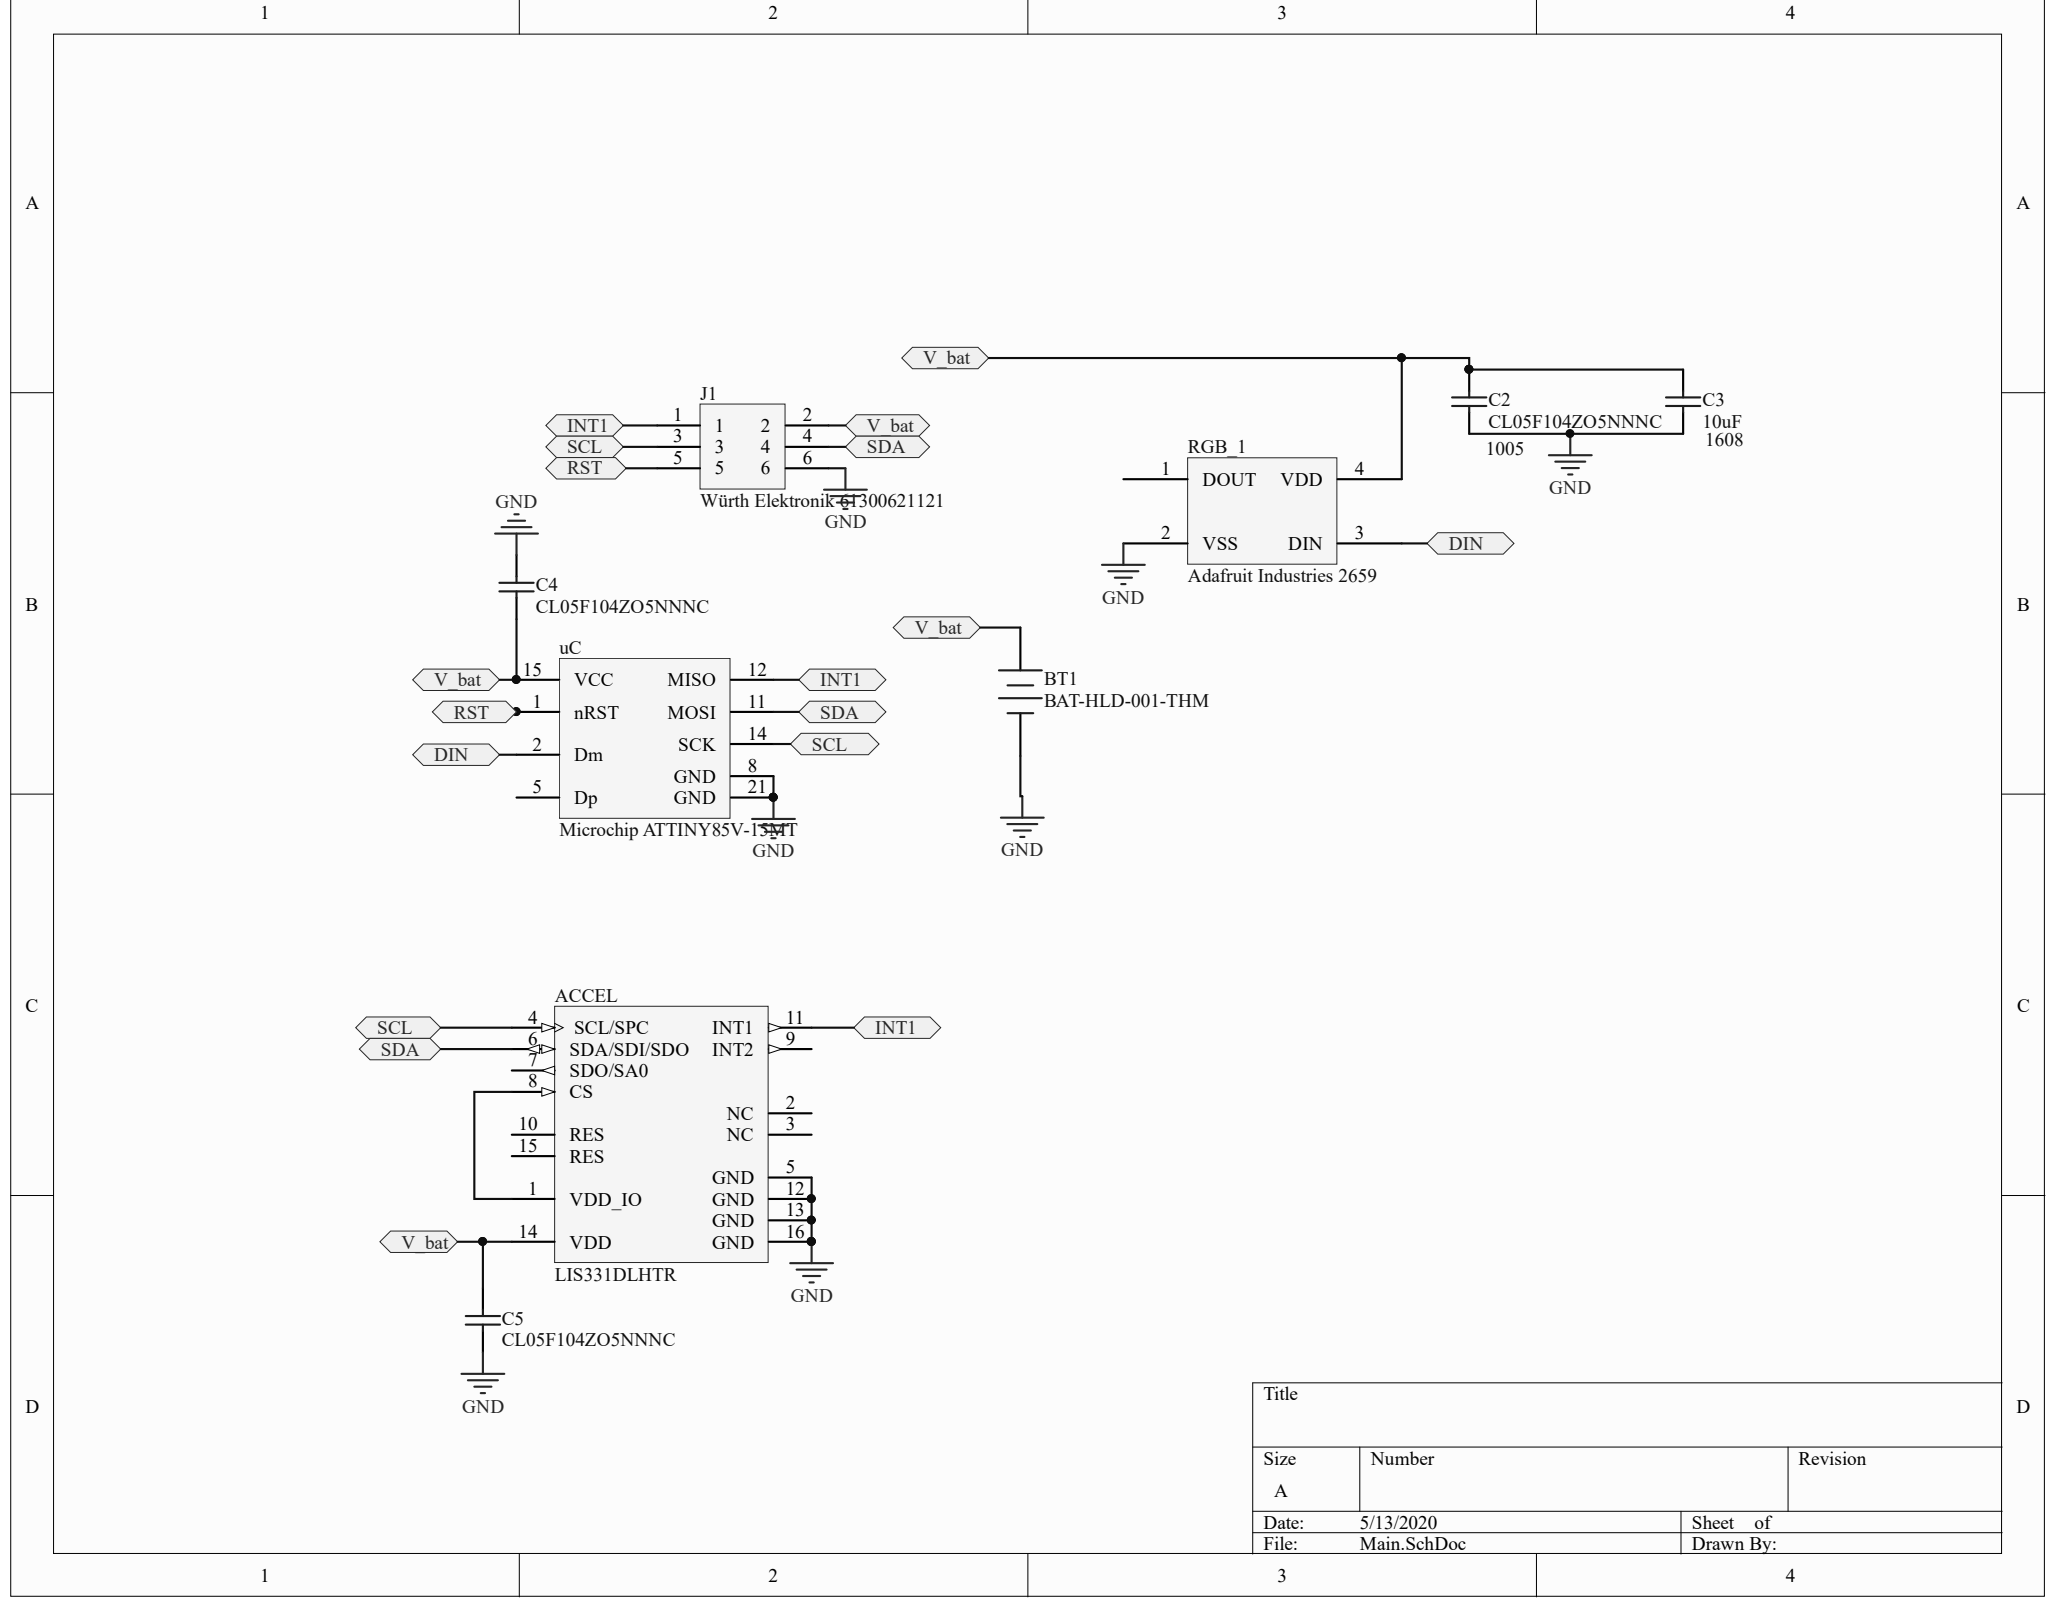 1 2 3 4
A A
V_bat
J1
INT1 1 1 2 2 V_bat
SCL 3 3 4 4 SDA
RST 5 5 6 6
Würth Elektronik 61300621121
GND
C2
CL05F104ZO5NNNC
1005
C3
10uF
1608
GND
RGB_1
1 DOUT VDD 4
2 VSS DIN 3 DIN
Adafruit Industries 2659
GND
GND
C4
CL05F104ZO5NNNC
B B
V_bat
BT1
BAT-HLD-001-THM
GND
uC
V_bat 15 VCC MISO 12 INT1
RST 1 nRST MOSI 11 SDA
SCK 14 SCL
DIN 2 Dm
GND 8
5 Dp GND 21
Microchip ATTINY85V-15MT
GND
C C
ACCEL
SCL 4 SCL/SPC INT1 11 INT1
SDA 6 SDA/SDI/SDO INT2 9
7 SDO/SA0
8 CS
NC 2
10 RES NC 3
15 RES
GND 5
1 VDD_IO GND 12
GND 13
V_bat 14 VDD GND 16
LIS331DLHTR
GND
C5
CL05F104ZO5NNNC
GND
D D
Title
Size Number Revision
A
Date: 5/13/2020 Sheet of
File: Main.SchDoc Drawn By:
1 2 3 4